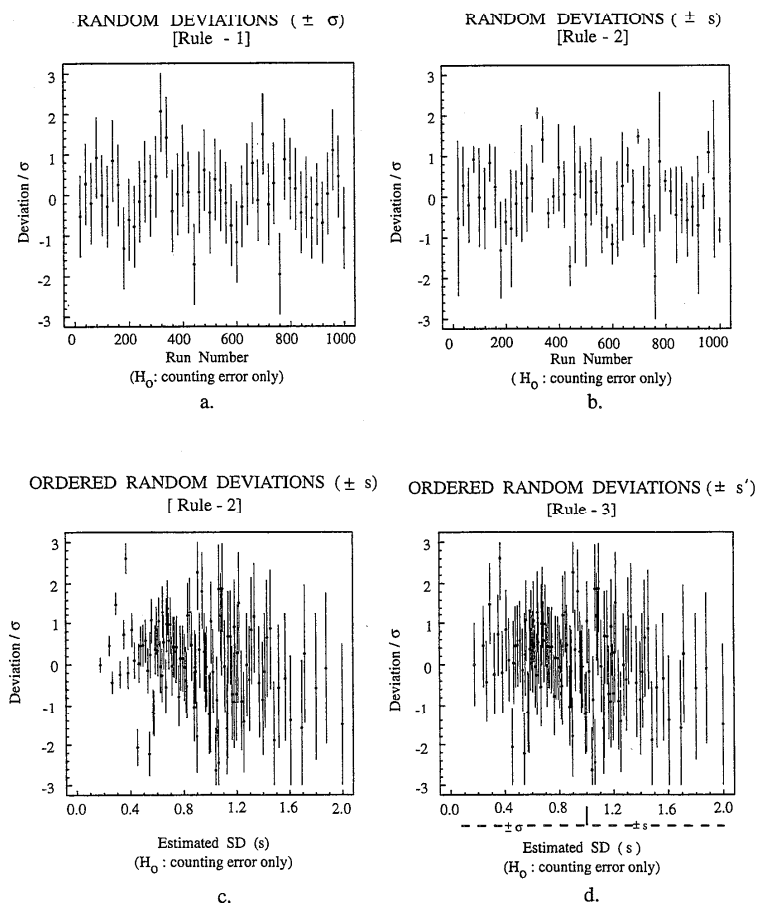 RANDOM DEVIATIONS ( ± σ)
[Rule - 1]
3
2
1
0
-1
-2
-3
Deviation / σ
0 200 400 600 800 1000
Run Number
(Ho: counting error only)
a.
RANDOM DEVIATIONS ( ± s)
[Rule - 2]
3
2
1
0
-1
-2
-3
Deviation / σ
0 200 400 600 800 1000
Run Number
( Ho : counting error only)
b.
ORDERED RANDOM DEVIATIONS (± s)
[ Rule - 2]
3
2
1
0
-1
-2
-3
Deviation / σ
0.0 0.4 0.8 1.2 1.6 2.0
Estimated SD (s)
(Ho : counting error only)
c.
ORDERED RANDOM DEVIATIONS (± s')
[Rule - 3]
3
2
1
0
-1
-2
-3
Deviation / σ
0.0 0.4 0.8 1.2 1.6 2.0
± σ ± s
Estimated SD ( s )
(Ho : counting error only)
d.